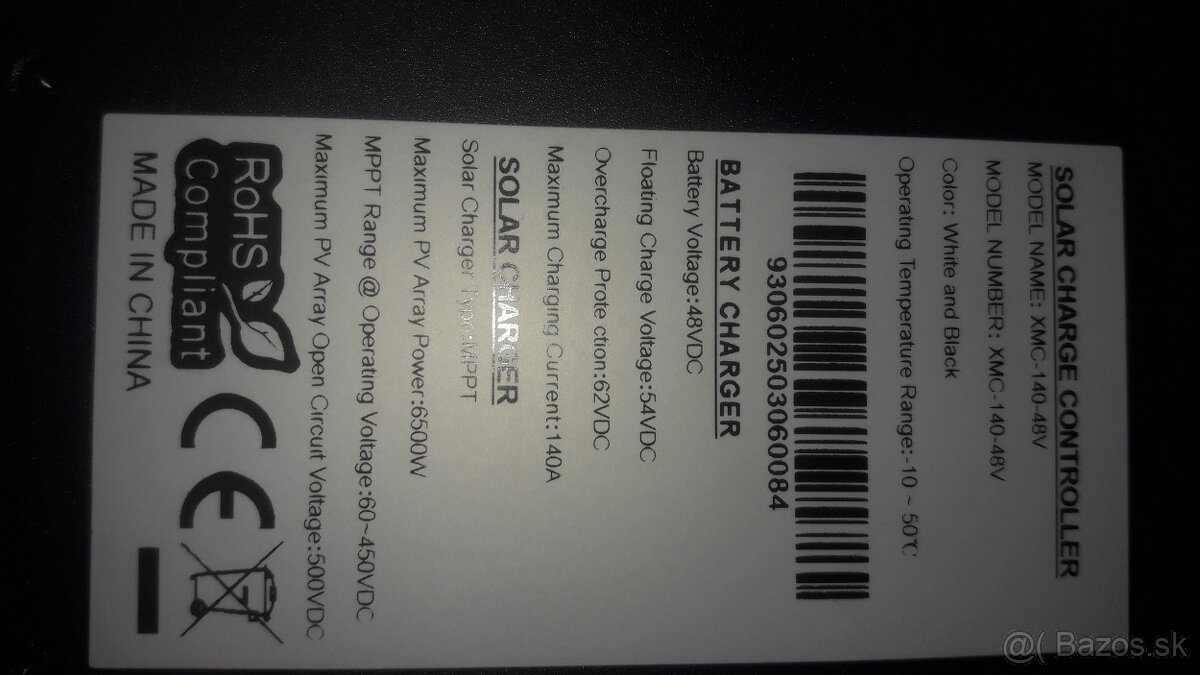 SOLAR CHARGE CONTROLLER
MODEL NAME: XMC-140-48V
MODEL NUMBER: XMC-140-48V
Color: White and Black
Operating Temperature Range:-10 ~ 50℃
93060250306​0084
BATTERY CHARGER
Battery Voltage:48VDC
Floating Charge Voltage:54VDC
Overcharge Prote ction:62VDC
Maximum Charging Current:140A
SOLAR CHARGER
Solar Charger Type:MPPT
Maximum PV Array Power:6500W
MPPT Range @ Operating Voltage:60~450VDC
Maximum PV Array Open Circuit Voltage:500VDC
RoHS
Compliant
CE
MADE IN CHINA
@( Bazos.sk